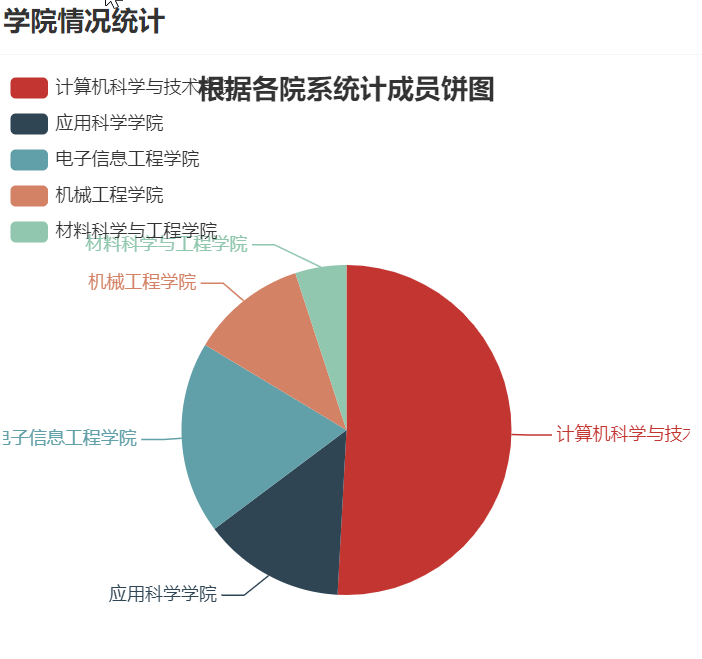 学院情况统计
根据各院系统计成员饼图
计算机科学与技术
应用科学学院
电子信息工程学院
机械工程学院
材料科学与工程学院
材料科学与工程学院
机械工程学院
计算机科学与技
子信息工程学院
应用科学学院